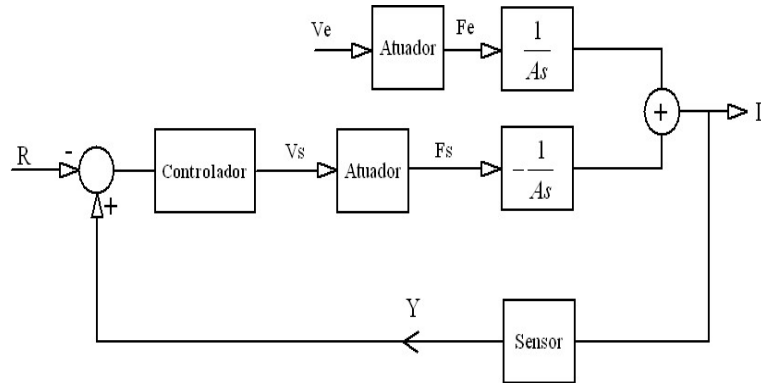 Ve
Atuador
Fe
1
As
+
I
R
-
+
Controlador
Vs
Atuador
Fs
-1
As
Y
Sensor